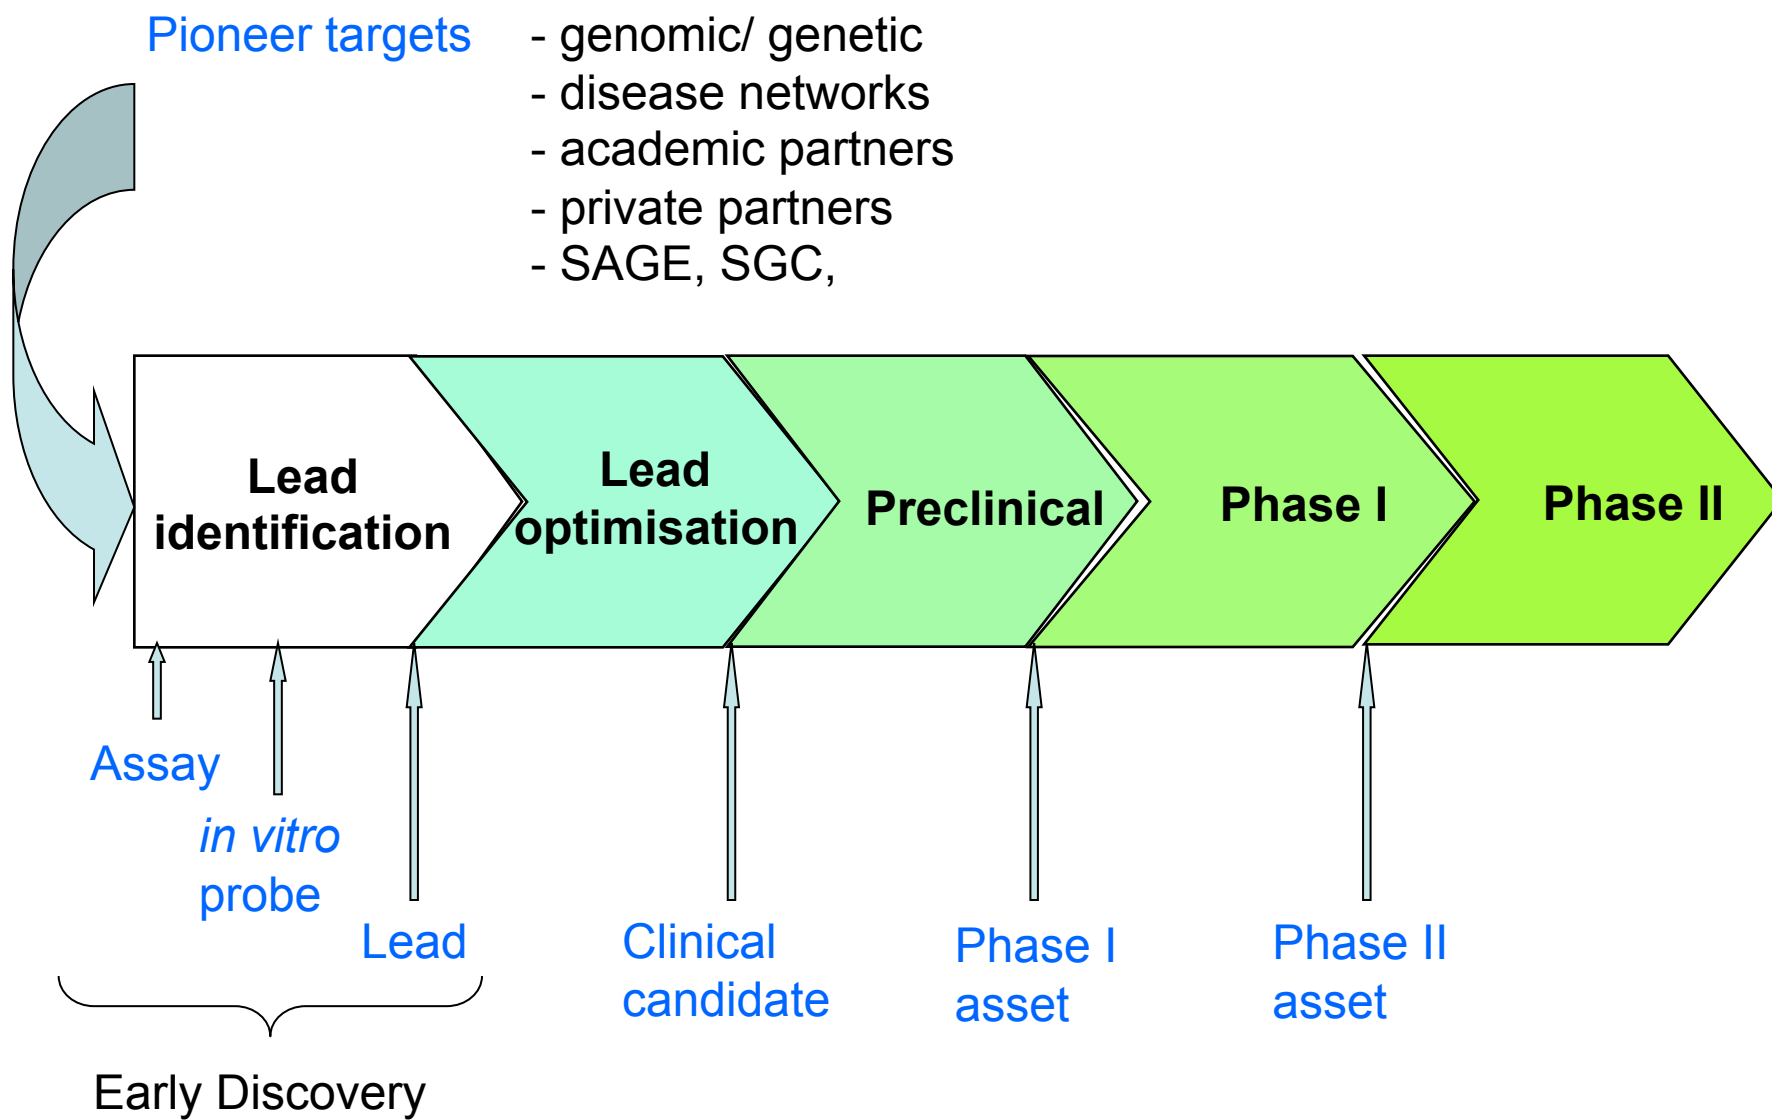 Pioneer targets
- genomic/ genetic
- disease networks
- academic partners
- private partners
- SAGE, SGC,
Lead
identification
Lead
optimisation
Preclinical
Phase I
Phase II
Assay
in vitro
probe
Lead
Clinical
candidate
Phase I
asset
Phase II
asset
Early Discovery